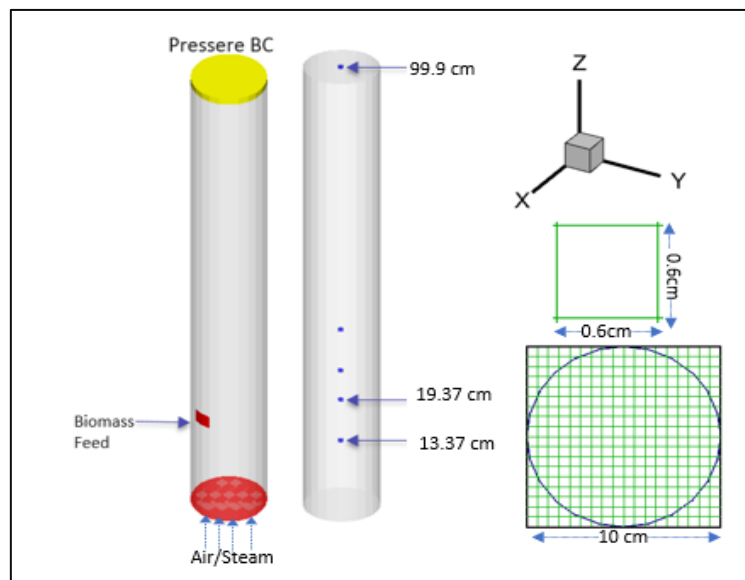 Pressere BC
99.9 cm
19.37 cm
13.37 cm
Biomass
Feed
Air/Steam
Z
X
Y
0.6cm
0.6cm
10 cm